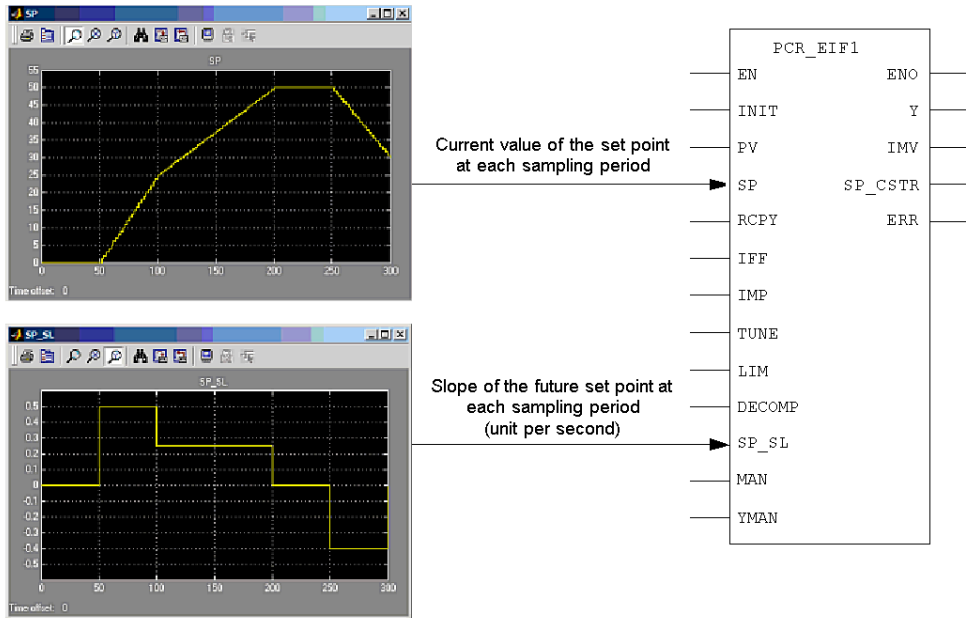 SP
SP
55
50
45
40
35
30
25
20
15
10
5
0
0 50 100 150 200 250 300
Time offset: 0
Current value of the set point
at each sampling period
SP_SL
SP_SL
0.5
0.4
0.3
0.2
0.1
0
-0.1
-0.2
-0.3
-0.4
-0.5
0 50 100 150 200 250 300
Time offset: 0
Slope of the future set point at
each sampling period
(unit per second)
PCR_EIF1
EN ENO
INIT Y
PV IMV
SP SP_CSTR
RCPY ERR
IFF
IMP
TUNE
LIM
DECOMP
SP_SL
MAN
YMAN